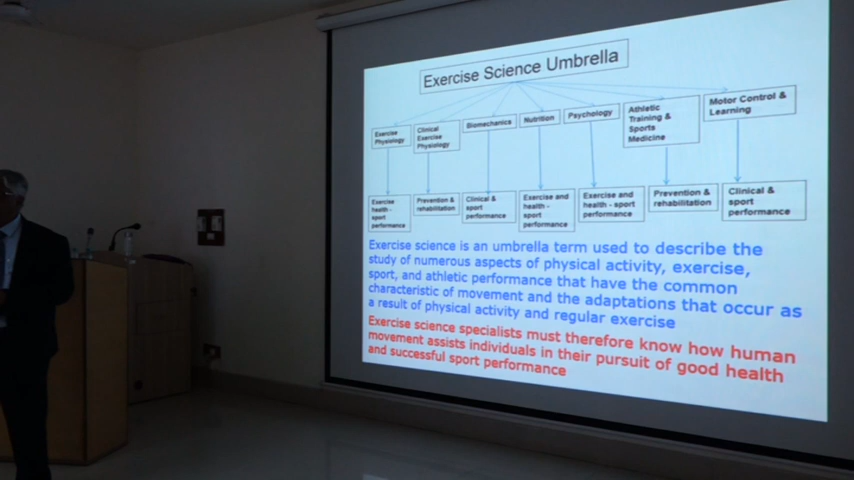 Exercise Science Umbrella
Exercise
Physiology
Clinical
Exercise
Physiology
Biomechanics
Nutrition
Psychology
Athletic
Training &
Sports
Medicine
Motor Control &
Learning
Exercise
health -
sport
performance
Prevention &
rehabilitation
Clinical &
sport
performance
Exercise and
health -
sport
performance
Exercise and
health - sport
performance
Prevention &
rehabilitation
Clinical &
sport
performance
Exercise science is an umbrella term used to describe the
study of numerous aspects of physical activity, exercise,
sport, and athletic performance that have the common
characteristic of movement and the adaptations that occur as
a result of physical activity and regular exercise
Exercise science specialists must therefore know how human
movement assists individuals in their pursuit of good health
and successful sport performance